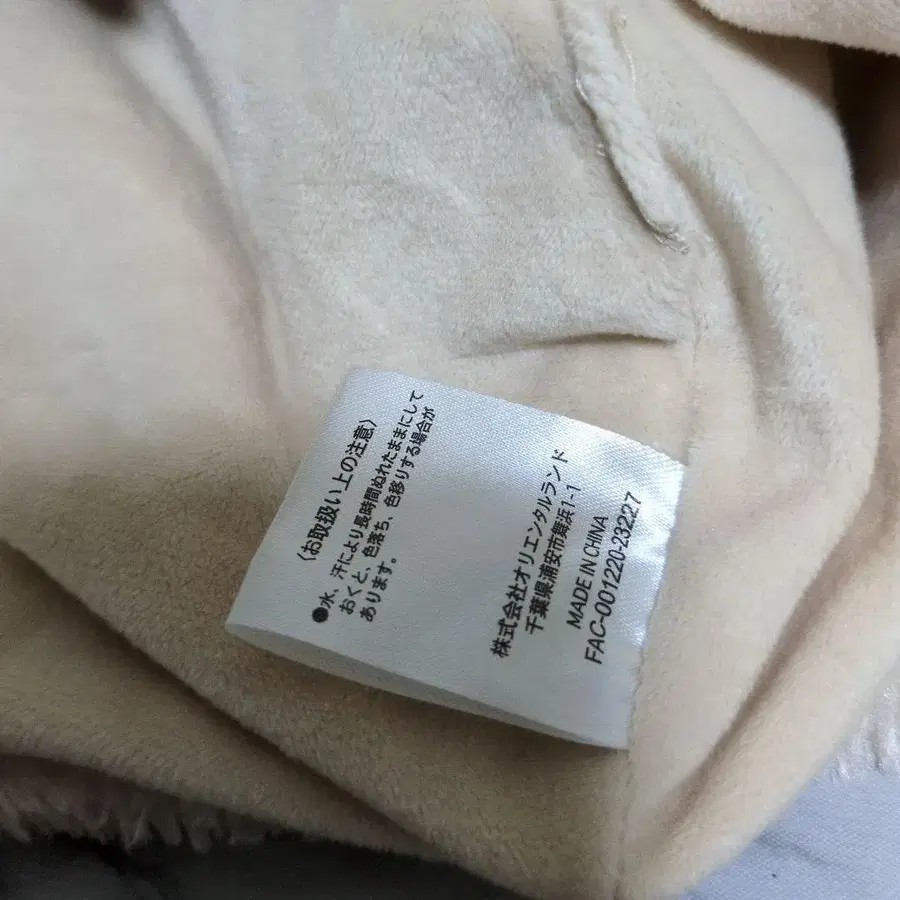 〈お取扱い上の注意〉
●水、汗により長時間ぬれたままにして
おくと、色落ち、色移りする場合が
あります。
株式会社オリエンタルランド
千葉県浦安市舞浜1-1
MADE IN CHINA
FAC-001220-23227